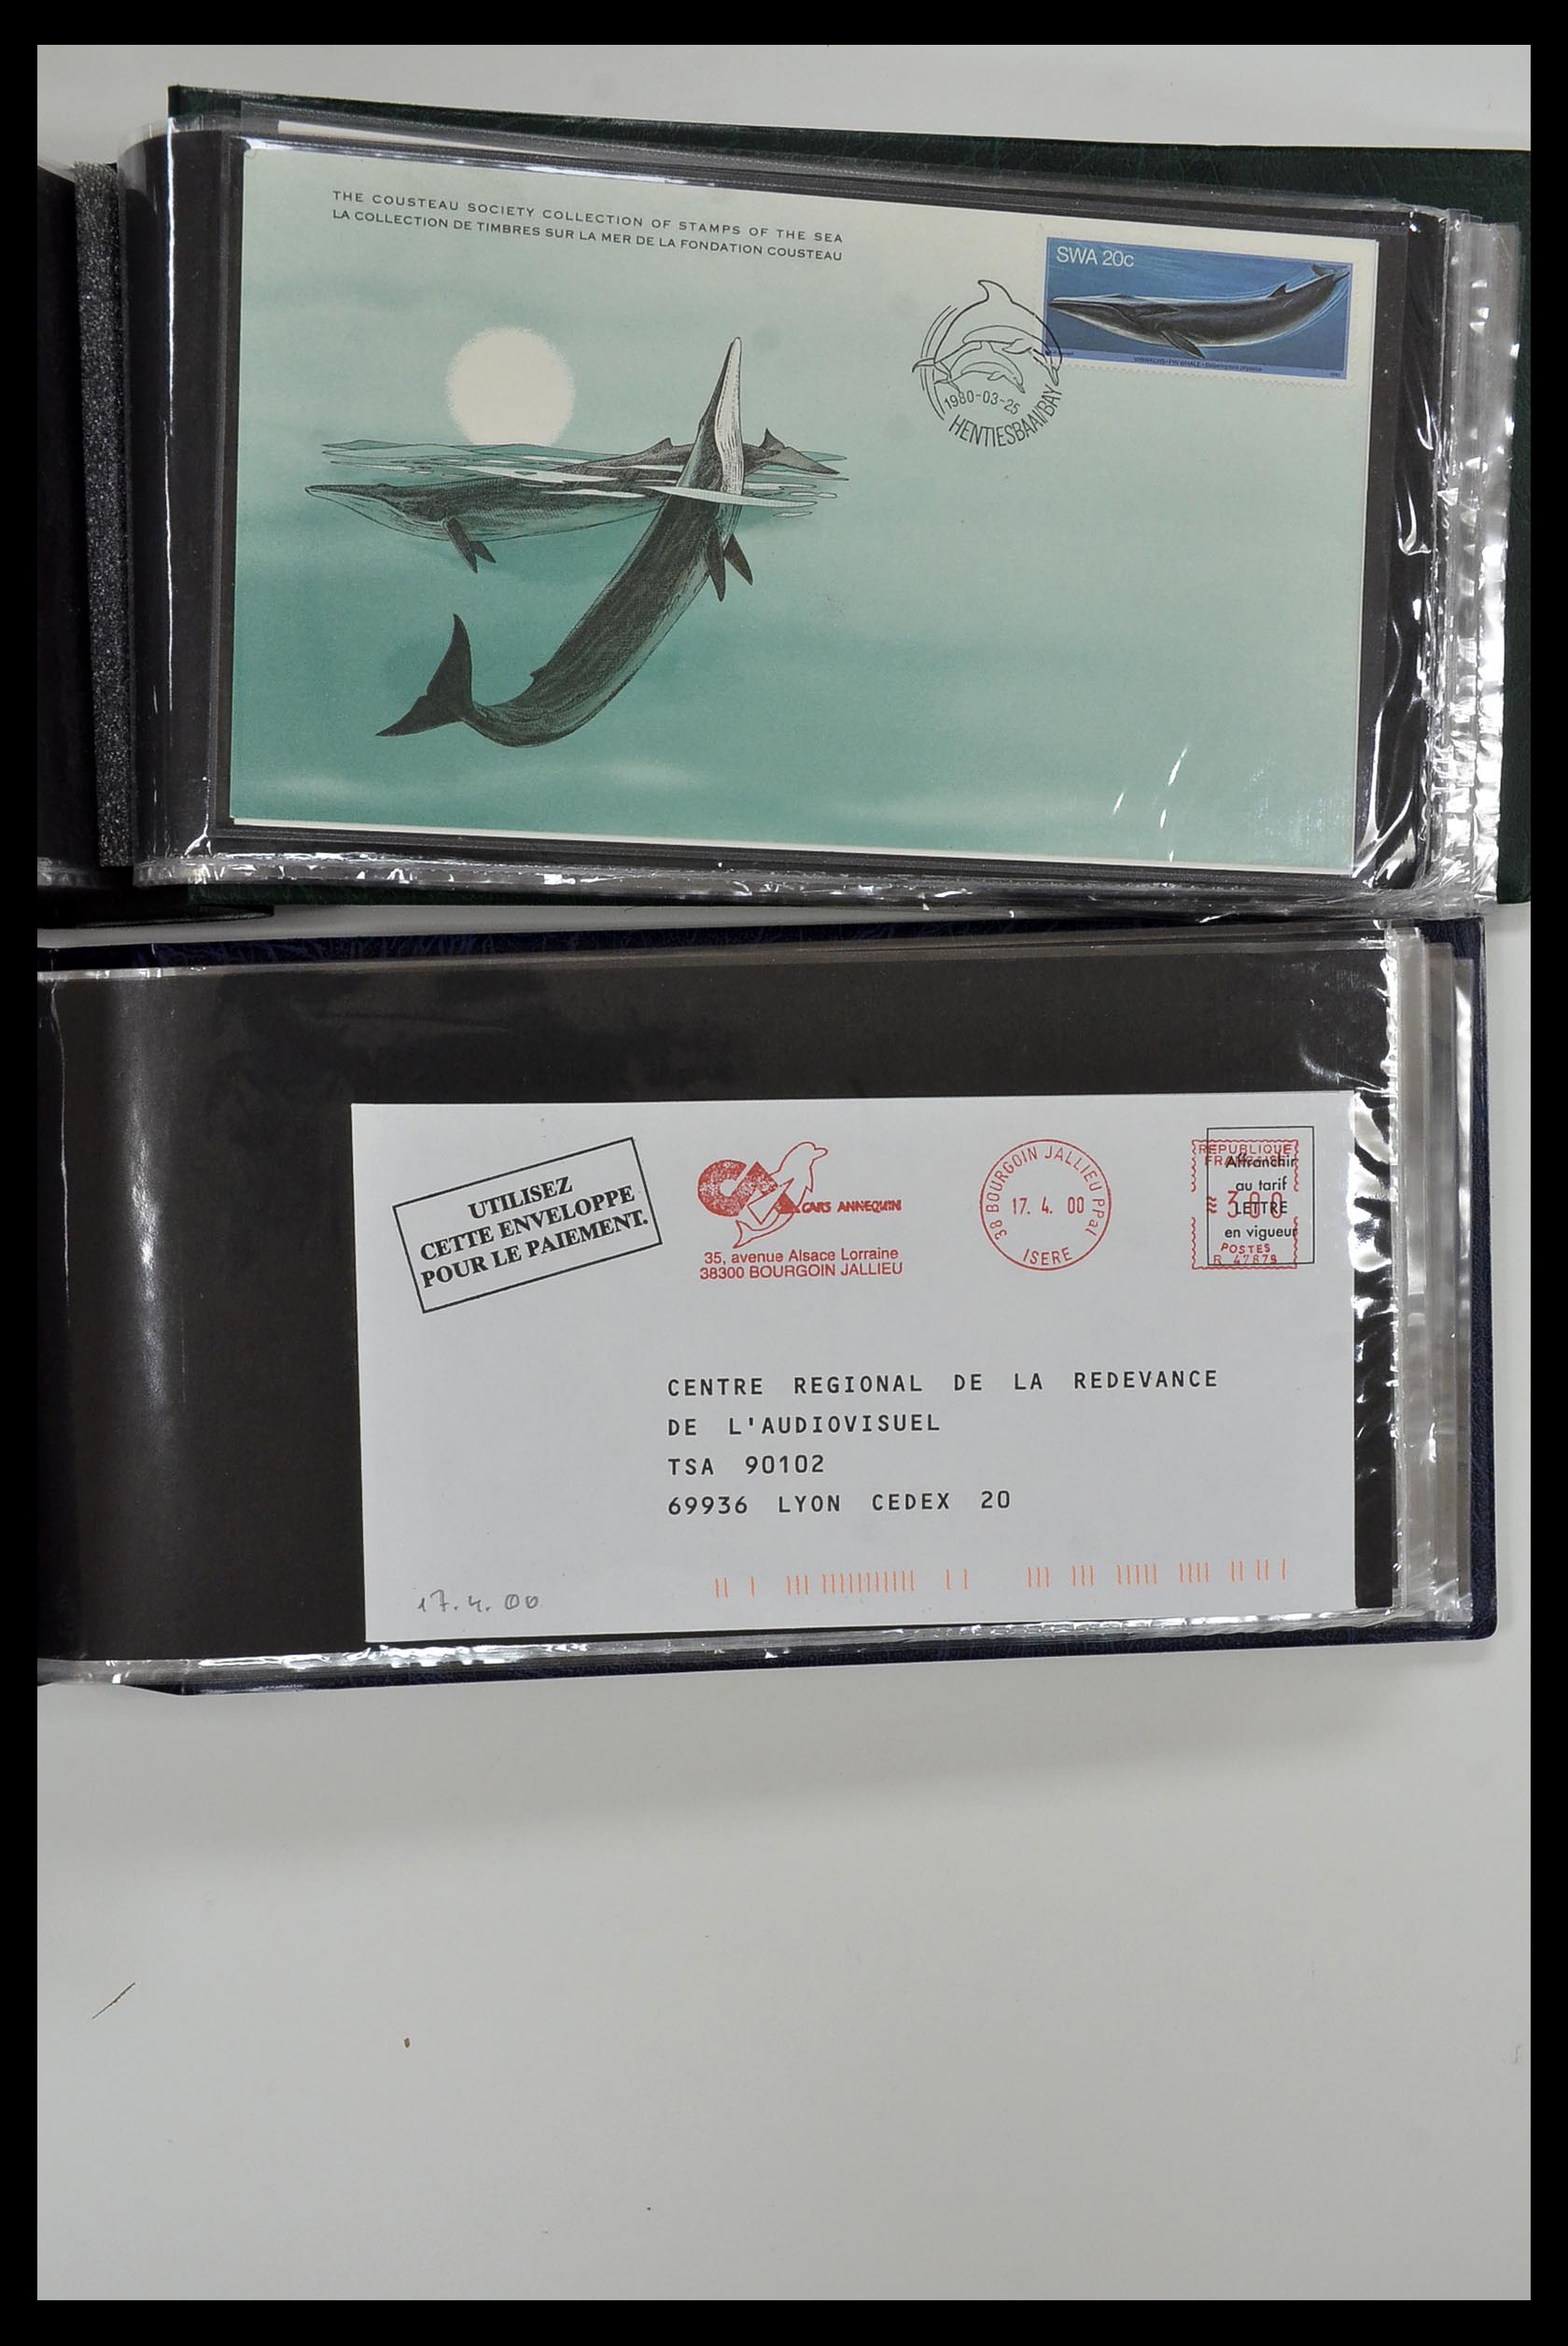 THE COUSTEAU SOCIETY COLLECTION OF STAMPS OF THE SEA
LA COLLECTION DE TIMBRES SUR LA MER DE LA FONDATION COUSTEAU
SWA 20c
1980-03-25
HENTIESBAAI/BAY
UTILISEZ
CETTE ENVELOPPE
POUR LE PAIEMENT.
CARS ANNEQUIN
35, avenue Alsace Lorraine
38300 BOURGOIN JALLIEU
38 BOURGOIN JALLIEU PPal
17. 4. 00
ISERE
REPUBLIQUE
Affranchir
au tarif
LETTRE
en vigueur
300
POSTES
CENTRE REGIONAL DE LA REDEVANCE
DE L'AUDIOVISUEL
TSA 90102
69936 LYON CEDEX 20
17.4.00